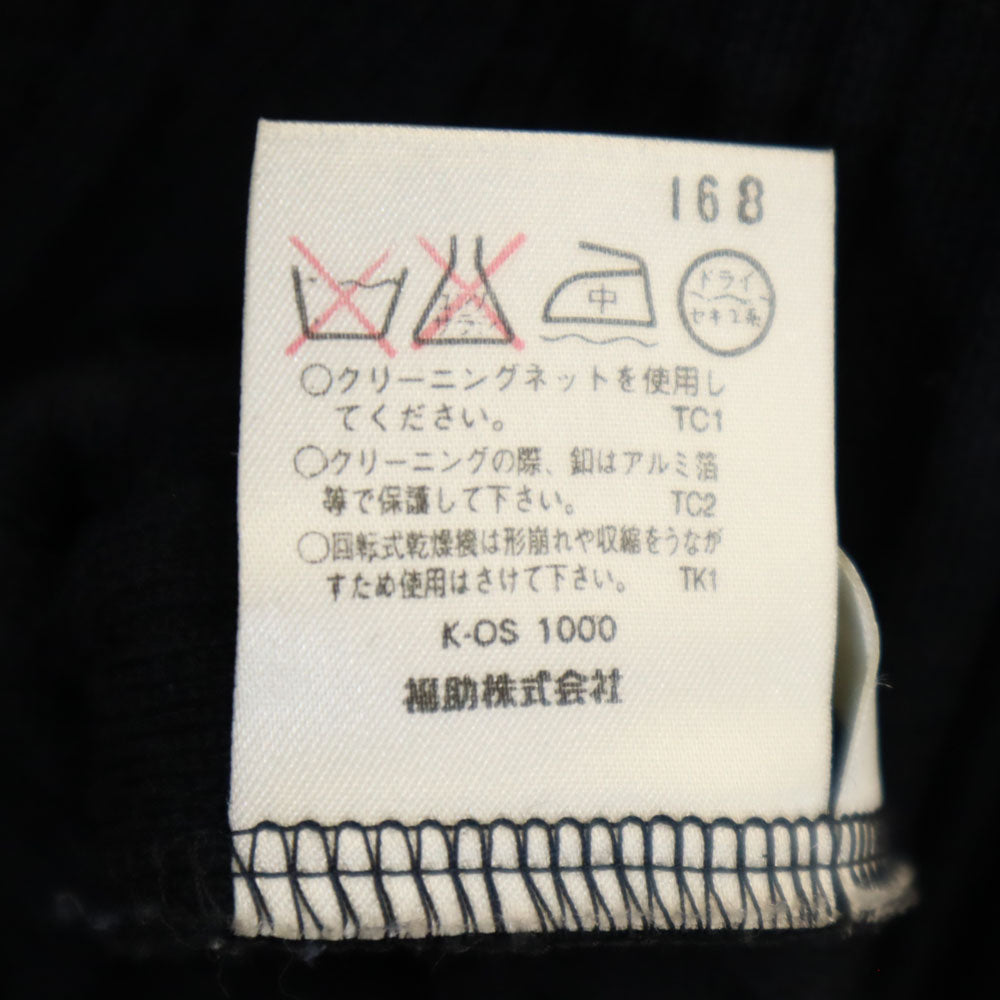 168
中
ドライ
セキユ系
○クリーニングネットを使用し
てください。 TC1
○クリーニングの際、釦はアルミ箔
等で保護して下さい。 TC2
○回転式乾燥機は形崩れや収縮をうなが
すため使用はさけて下さい。 TK1
K-OS 1000
福助株式会社